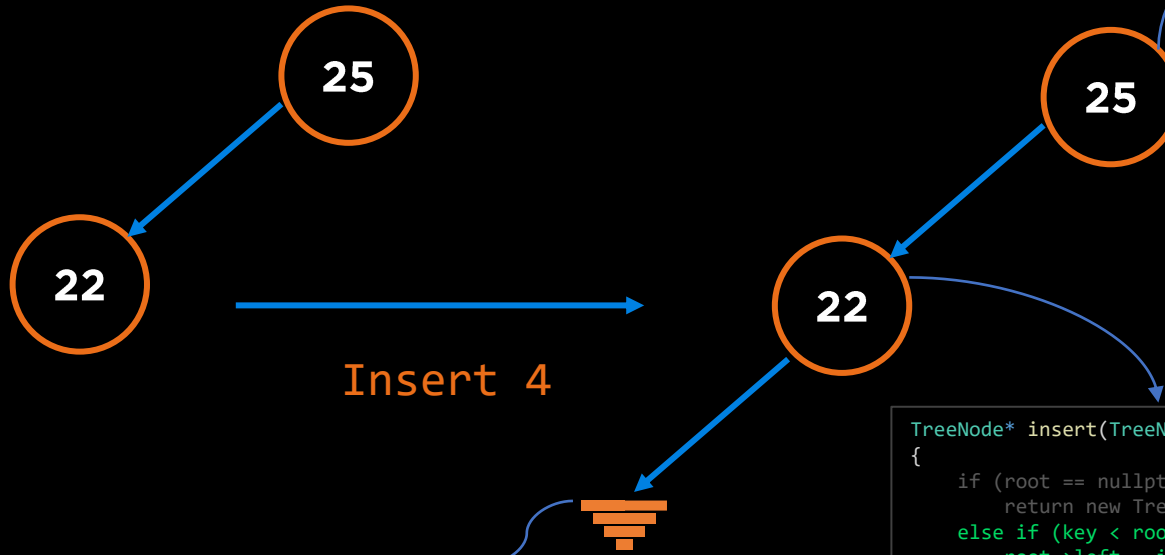 25
22
Insert 4
25
22
TreeNode* insert(TreeN
{
if (root == nullpt
return new Tre
else if (key < roo